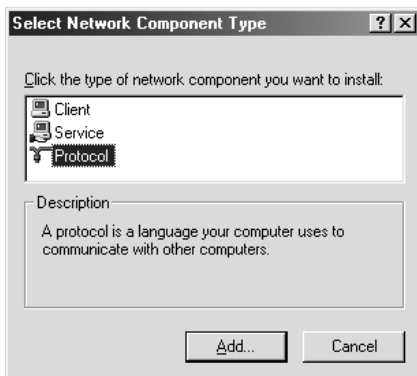 Select Network Component Type
Click the type of network component you want to install:
Client
Service
Protocol
Description
A protocol is a language your computer uses to
communicate with other computers.
Add... Cancel